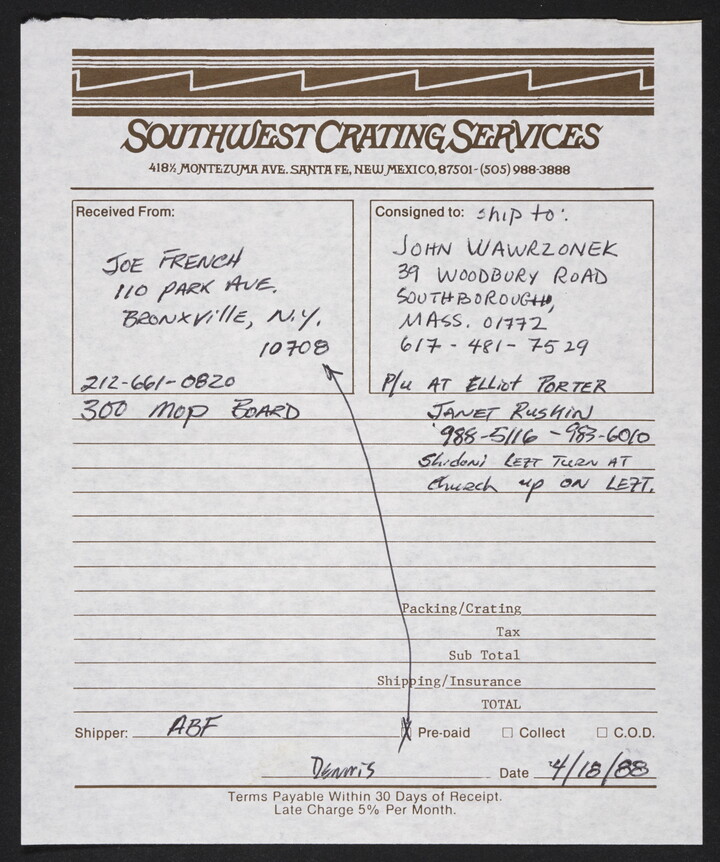 SOUTHWEST CRATING SERVICES
418½ MONTEZUMA AVE. SANTA FE, NEW MEXICO, 87501-(505) 988-3888
Received From:
JOE FRENCH
110 PARK AVE.
BRONXVILLE, N.Y.
10708
212-661-0820
300 MOP BOARD
Consigned to: ship to:
JOHN WAWRZONEK
39 WOODBURY ROAD
SOUTHBOROUGH,
MASS. 01772
617-481-7529
P/u AT ELLIOT PORTER
JANET RUSHIN
988-5116 - 983-6010
Shidoni LEFT TURN AT
Church up ON LEFT.
Packing/Crating
Tax
Sub Total
Shipping/Insurance
TOTAL
Shipper: ABF ☒ Pre-paid ☐ Collect ☐ C.O.D.
DENNIS Date 4/18/88
Terms Payable Within 30 Days of Receipt.
Late Charge 5% Per Month.